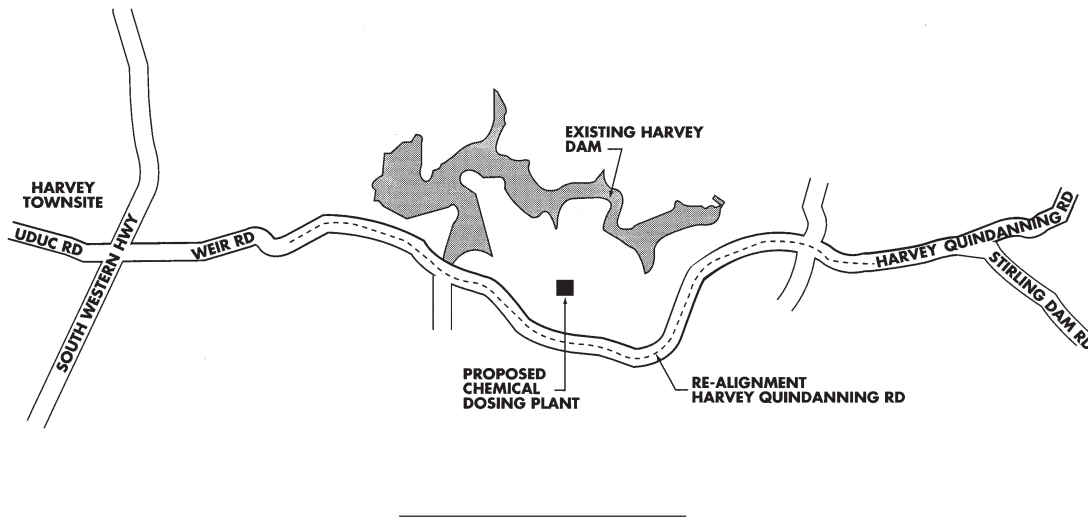 EXISTING HARVEY
DAM
HARVEY
TOWNSITE
UDUC RD
WEIR RD
SOUTH WESTERN HWY
HARVEY QUINDANNING RD
STIRLING DAM RD
PROPOSED
CHEMICAL
DOSING PLANT
RE-ALIGNMENT
HARVEY QUINDANNING RD